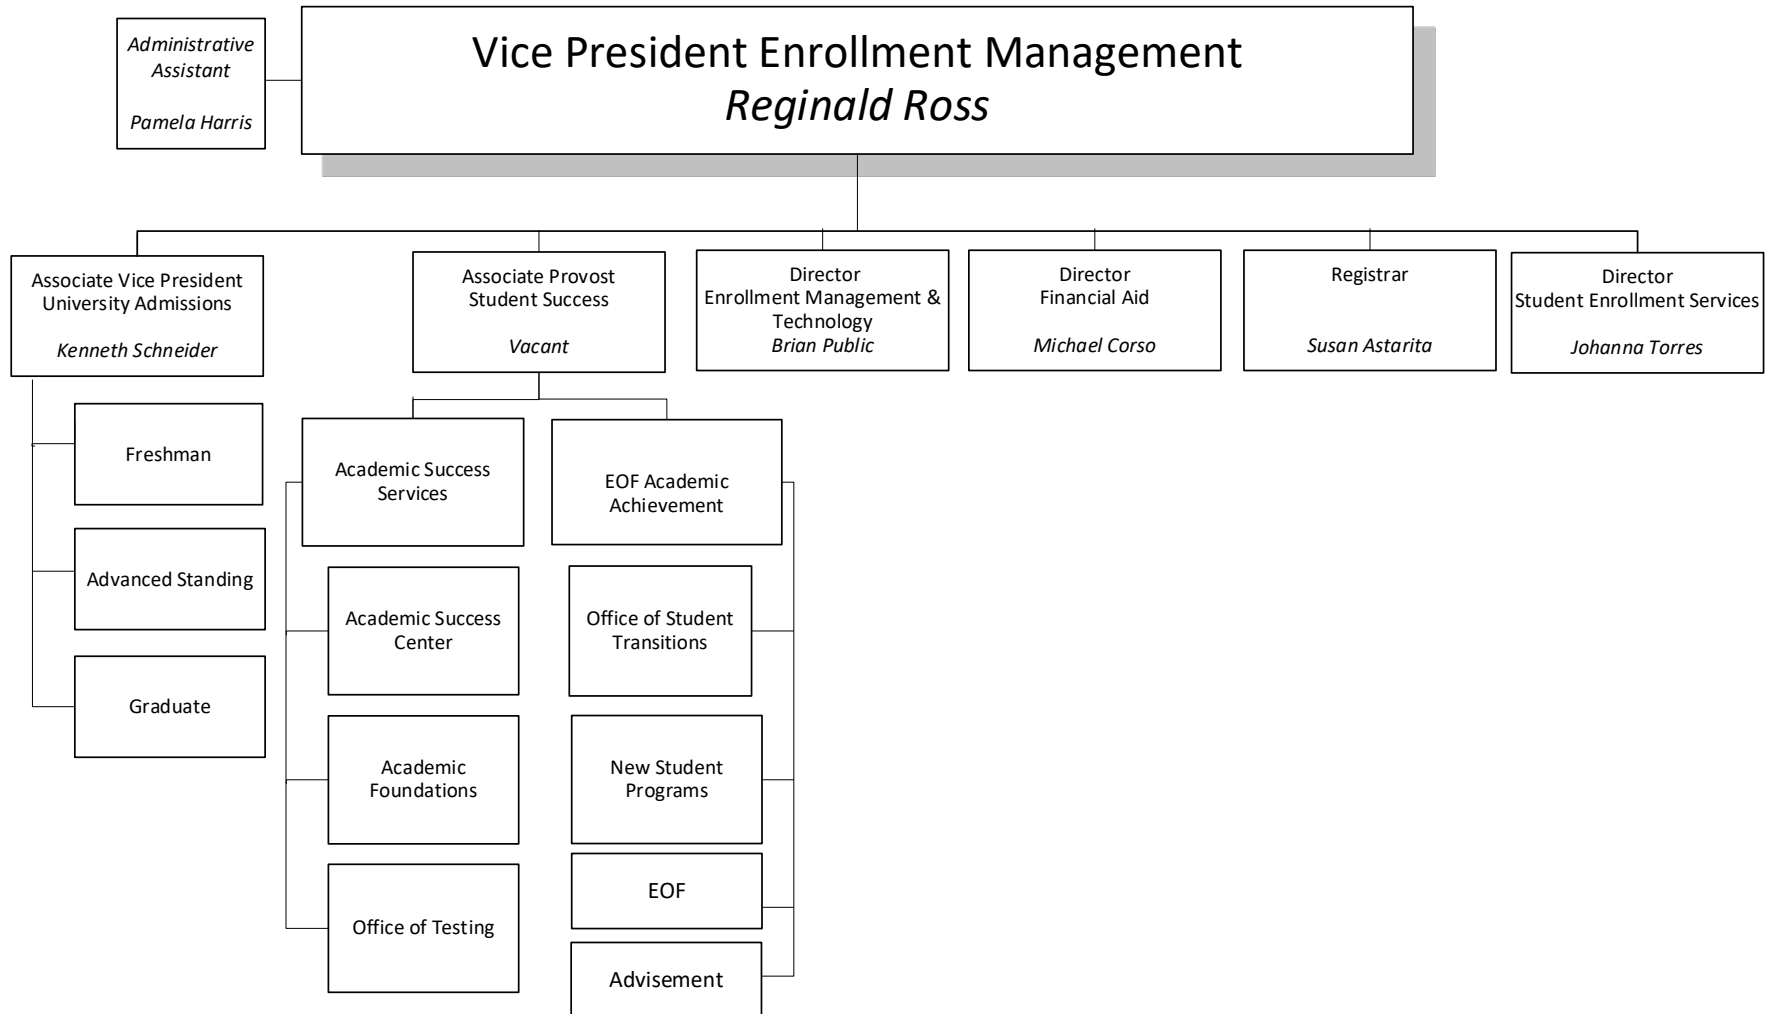 Administrative
Assistant
Pamela Harris
Vice President Enrollment Management
Reginald Ross
Associate Vice President
University Admissions
Kenneth Schneider
Associate Provost
Student Success
Vacant
Director
Enrollment Management &
Technology
Brian Public
Director
Financial Aid
Michael Corso
Registrar
Susan Astarita
Director
Student Enrollment Services
Johanna Torres
Freshman
Advanced Standing
Graduate
Academic Success
Services
Academic Success
Center
Academic
Foundations
Office of Testing
EOF Academic
Achievement
Office of Student
Transitions
New Student
Programs
EOF
Advisement